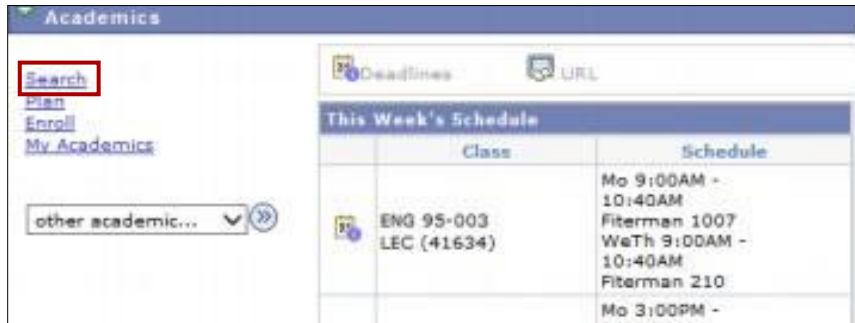 Academics
Search
Plan
Enroll
My Academics
other academic...
Deadlines URL
This Week's Schedule
Class Schedule
ENG 95-003
LEC (41634)
Mo 9:00AM -
10:40AM
Fiterman 1007
WeTh 9:00AM -
10:40AM
Fiterman 210
Mo 3:00PM -